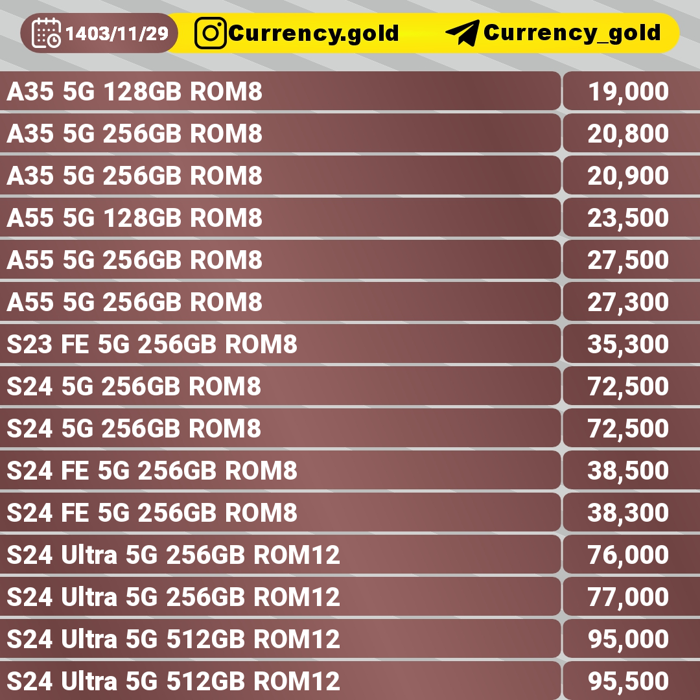 1403/11/29 Currency.gold Currency_gold
A35 5G 128GB ROM8 19,000
A35 5G 256GB ROM8 20,800
A35 5G 256GB ROM8 20,900
A55 5G 128GB ROM8 23,500
A55 5G 256GB ROM8 27,500
A55 5G 256GB ROM8 27,300
S23 FE 5G 256GB ROM8 35,300
S24 5G 256GB ROM8 72,500
S24 5G 256GB ROM8 72,500
S24 FE 5G 256GB ROM8 38,500
S24 FE 5G 256GB ROM8 38,300
S24 Ultra 5G 256GB ROM12 76,000
S24 Ultra 5G 256GB ROM12 77,000
S24 Ultra 5G 512GB ROM12 95,000
S24 Ultra 5G 512GB ROM12 95,500